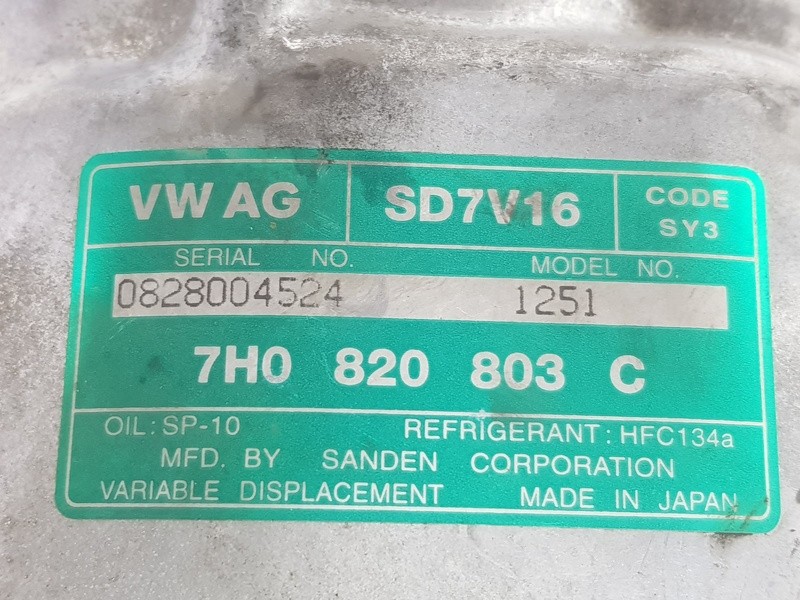 VW AG SD7V16 CODE
SY3
SERIAL NO. MODEL NO.
0828004524 1251
7H0 820 803 C
OIL: SP-10 REFRIGERANT: HFC134a
MFD. BY SANDEN CORPORATION
VARIABLE DISPLACEMENT MADE IN JAPAN